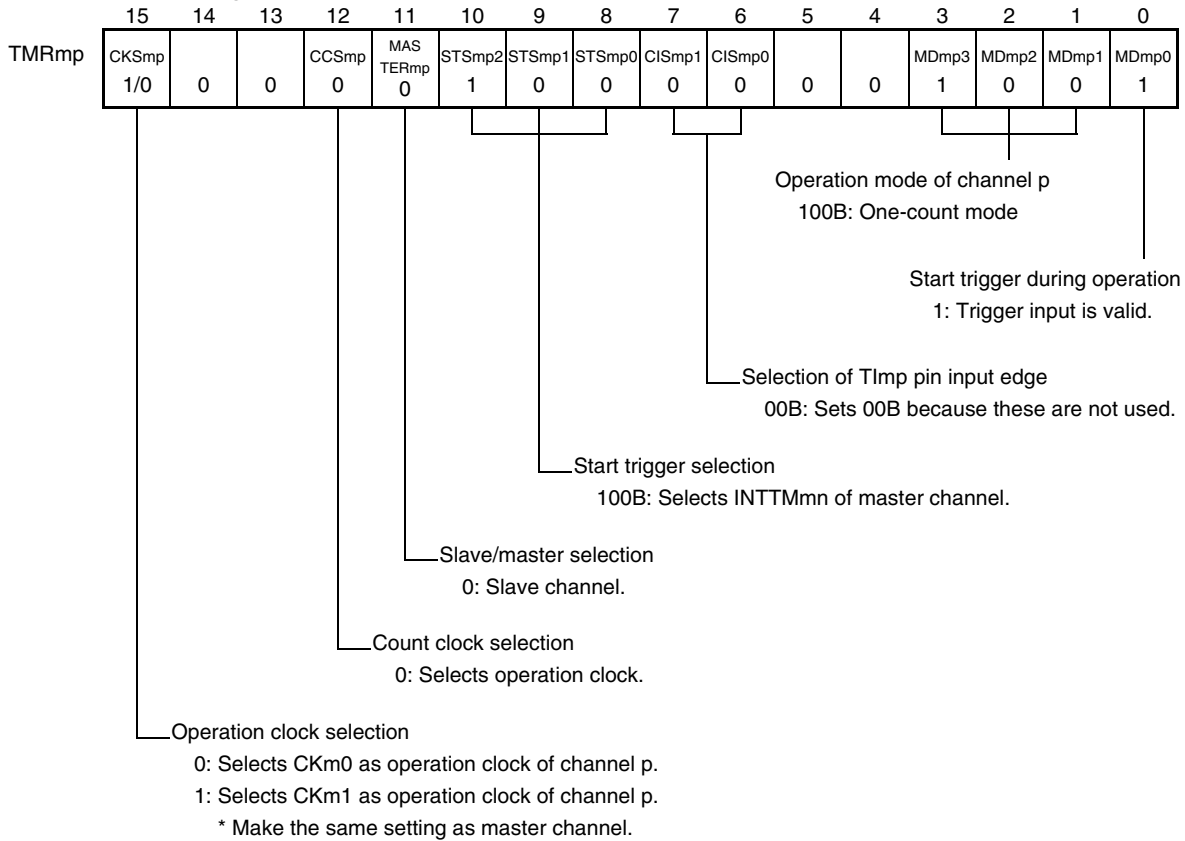 15 14 13 12 11 10 9 8 7 6 5 4 3 2 1 0
TMRmp
CKSmp CCSmp MAS TERmp STSmp2 STSmp1 STSmp0 CISmp1 CISmp0 MDmp3 MDmp2 MDmp1 MDmp0
1/0 0 0 0 0 1 0 0 0 0 0 0 1 0 0 1
Operation mode of channel p
100B: One-count mode
Start trigger during operation
1: Trigger input is valid.
Selection of TImp pin input edge
00B: Sets 00B because these are not used.
Start trigger selection
100B: Selects INTTMmn of master channel.
Slave/master selection
0: Slave channel.
Count clock selection
0: Selects operation clock.
Operation clock selection
0: Selects CKm0 as operation clock of channel p.
1: Selects CKm1 as operation clock of channel p.
* Make the same setting as master channel.